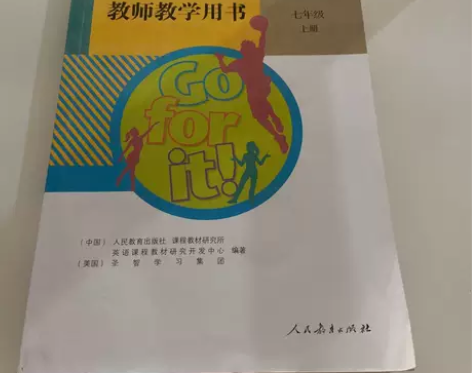 教师教学用书
七年级
上册
Go
for
it!
（中国）人民教育出版社 课程教材研究所
英语课程教材研究开发中心 编著
（美国）圣智学习集团
人民教育出版社